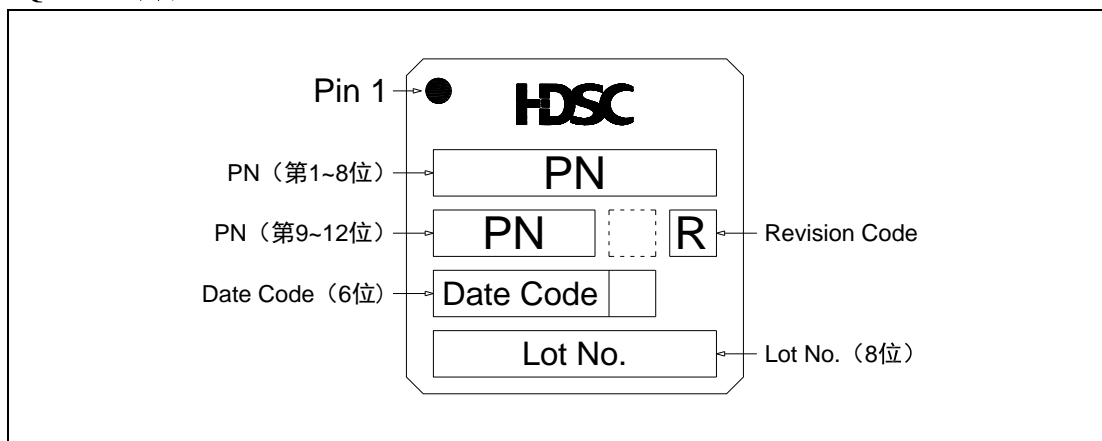 Pin 1
HDSC
PN（第1~8位）
PN
PN（第9~12位）
PN
R
Revision Code
Date Code（6位）
Date Code
Lot No.
Lot No.（8位）